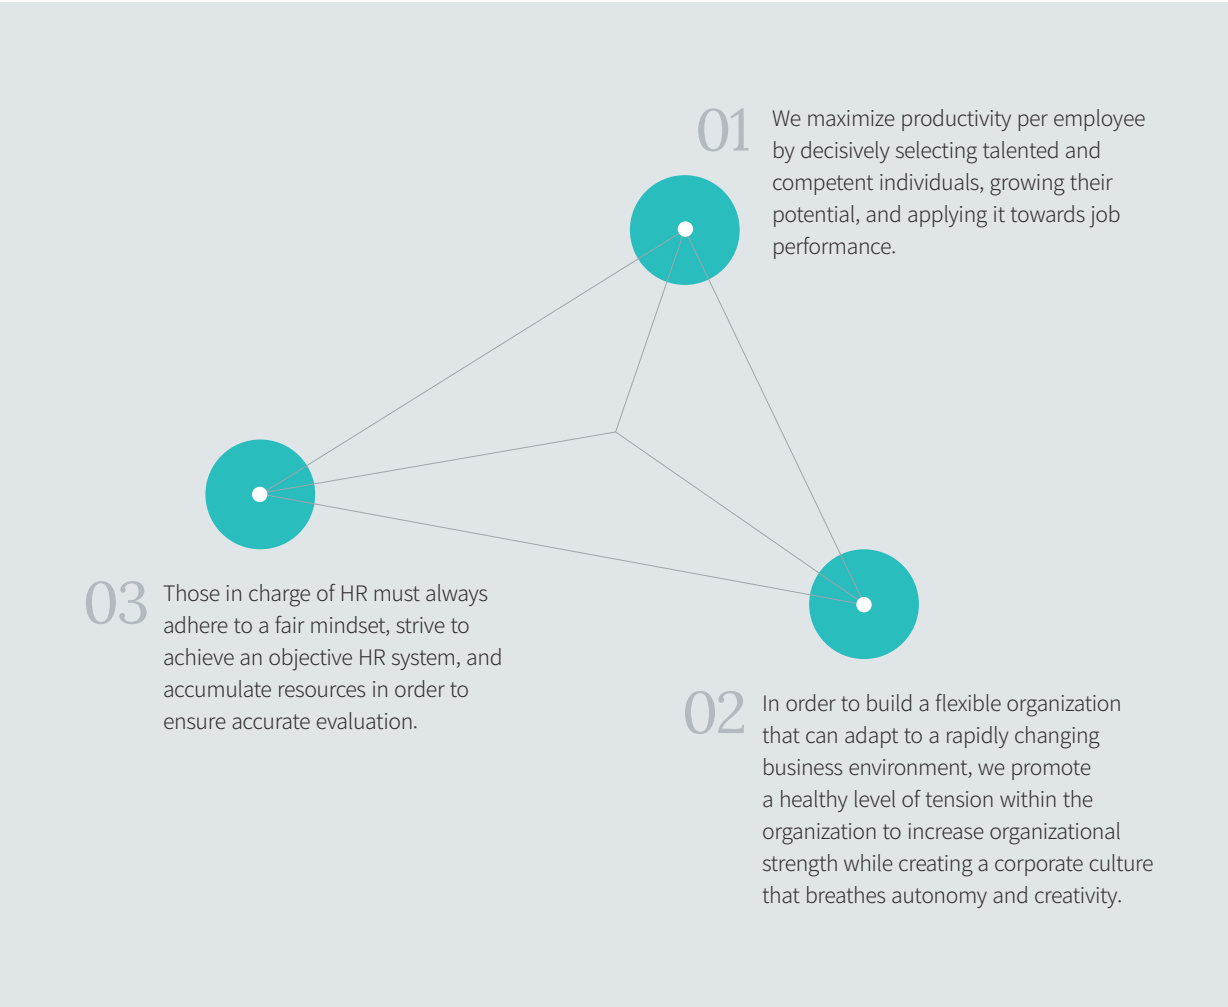 01
We maximize productivity per employee
by decisively selecting talented and
competent individuals, growing their
potential, and applying it towards job
performance.
03
Those in charge of HR must always
adhere to a fair mindset, strive to
achieve an objective HR system, and
accumulate resources in order to
ensure accurate evaluation.
02
In order to build a flexible organization
that can adapt to a rapidly changing
business environment, we promote
a healthy level of tension within the
organization to increase organizational
strength while creating a corporate culture
that breathes autonomy and creativity.